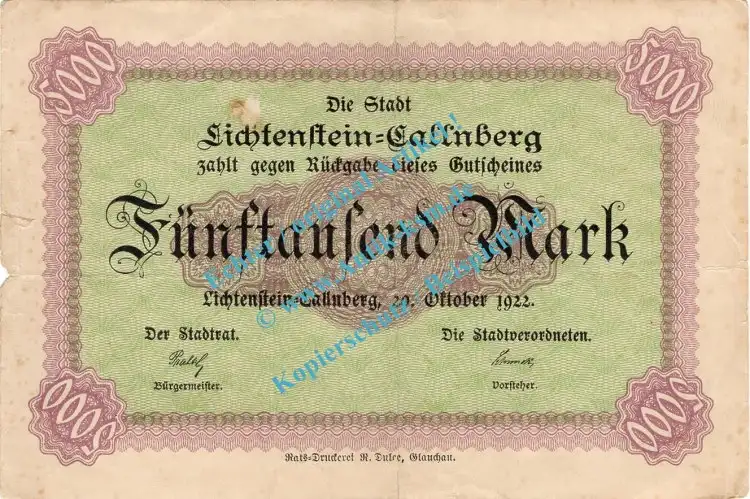 5000 5000
Die Stadt
Lichtenstein=Callnberg
zahlt gegen Rückgabe dieses Gutscheines
Fünftausend Mark
Lichtenstein=Callnberg, 20. Oktober 1922.
Der Stadtrat. Die Stadtverordneten.
Bürgermeister. Vorsteher.
5000 5000
Rats=Druckerei R. Dulce, Glauchau.
Kopierschutz - Beispielbild